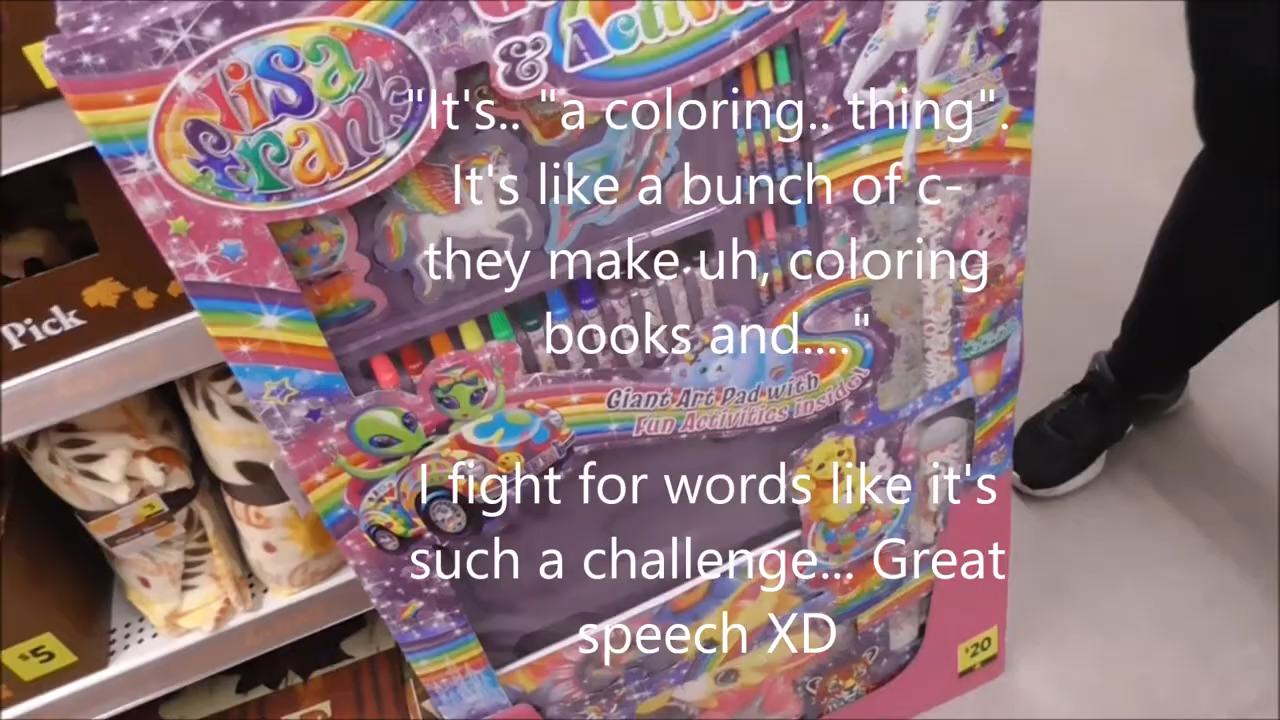 Lisa
Frank
& Activity
"It's.. "a coloring.. thing".
It's like a bunch of c-
they make uh, coloring
books and...."
Pick
Giant Art Pad with
Fun Activities inside!
I fight for words like it's
such a challenge... Great
speech XD
$5
$20